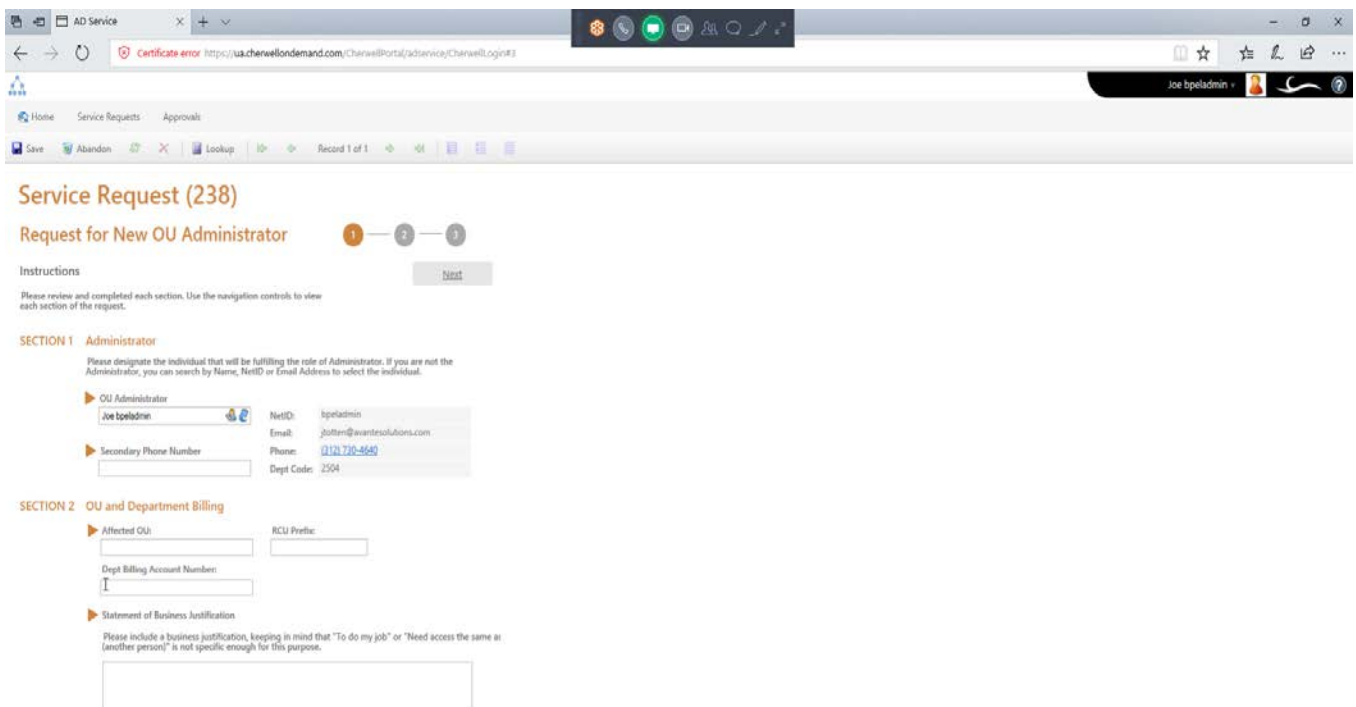 AD Service
Certificate error https://ua.cherwellondemand.com/CherwellPortal/adservice/CherwellLogin#3
Joe bpeladmin
Home Service Requests Approvals
Save Abandon Lookup Record 1 of 1
Service Request (238)
Request for New OU Administrator 1 2 3
Instructions Next
Please review and completed each section. Use the navigation controls to view
each section of the request.
SECTION 1 Administrator
Please designate the individual that will be fulfilling the role of Administrator. If you are not the
Administrator, you can search by Name, NetID or Email Address to select the individual.
OU Administrator
Joe bpeladmin NetID: bpeladmin
Email: jtotten@avantesolutions.com
Secondary Phone Number Phone: (312) 730-4640
Dept Code: 2504
SECTION 2 OU and Department Billing
Affected OU: RCU Prefix:
Dept Billing Account Number:
Statement of Business Justification
Please include a business justification, keeping in mind that "To do my job" or "Need access the same as
(another person)" is not specific enough for this purpose.